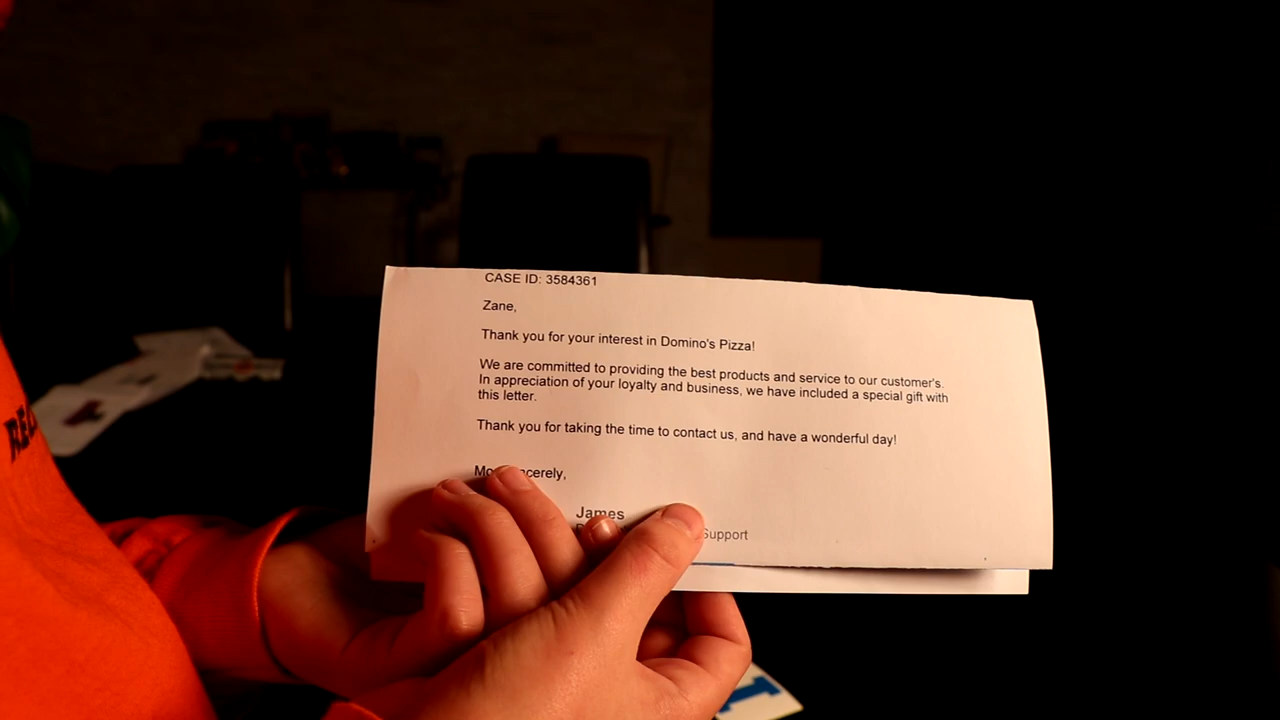 CASE ID: 3584361
Zane,
Thank you for your interest in Domino's Pizza!
We are committed to providing the best products and service to our customer's.
In appreciation of your loyalty and business, we have included a special gift with
this letter.
Thank you for taking the time to contact us, and have a wonderful day!
James
Support